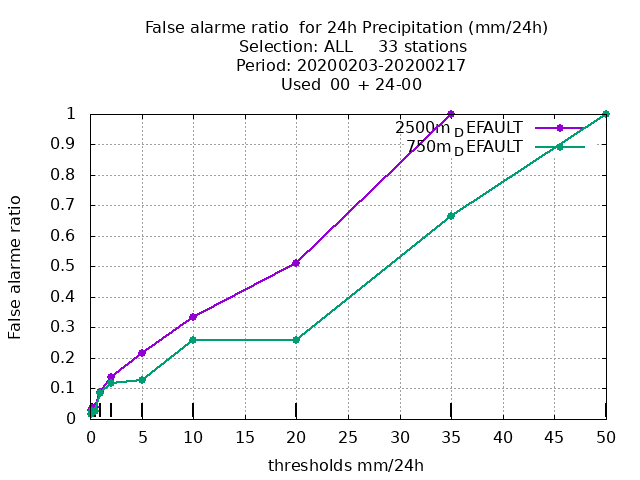 False alarme ratio  for 24h Precipitation (mm/24h)
Selection: ALL     33 stations
Period: 20200203-20200217
Used  00 + 24-00
2500m_DEFAULT
750m_DEFAULT
False alarme ratio
1
0.9
0.8
0.7
0.6
0.5
0.4
0.3
0.2
0.1
0
0 5 10 15 20 25 30 35 40 45 50
thresholds mm/24h